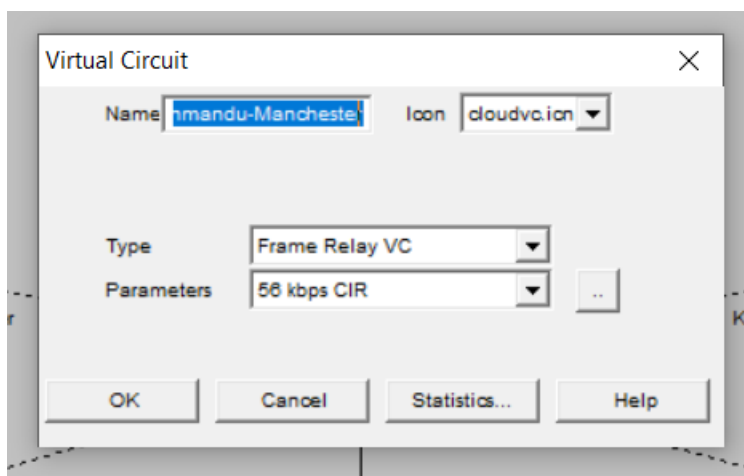 Virtual Circuit
Name nmandu-Manchester Icon cloudvc.icn
Type Frame Relay VC
Parameters 56 kbps CIR ..
r K
OK Cancel Statistics... Help